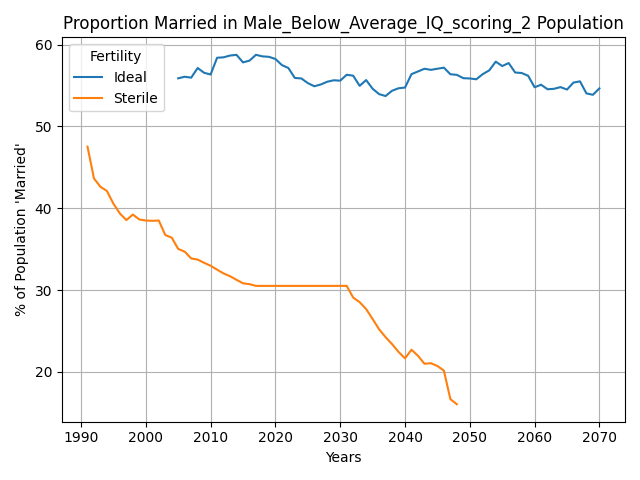 Proportion Married in Male_Below_Average_IQ_scoring_2 Population
Fertility
Ideal
Sterile
% of Population 'Married'
60
50
40
30
20
1990 2000 2010 2020 2030 2040 2050 2060 2070
Years